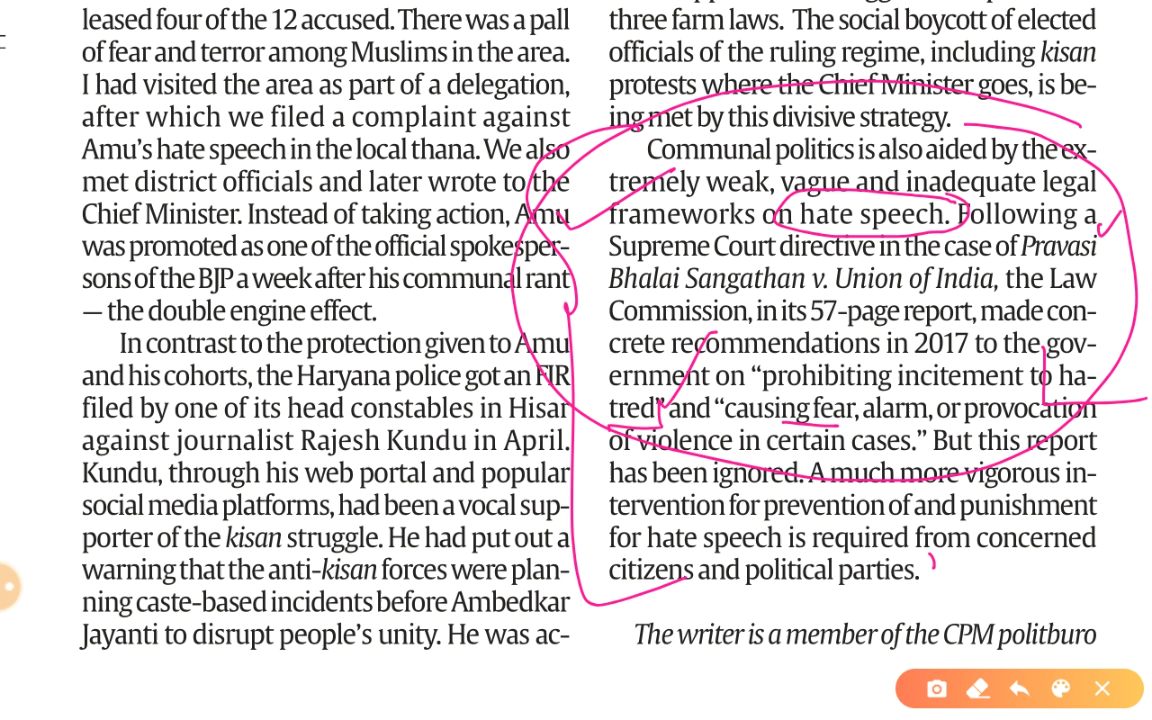 leased four of the 12 accused. There was a pall
of fear and terror among Muslims in the area.
I had visited the area as part of a delegation,
after which we filed a complaint against
Amu's hate speech in the local thana. We also
met district officials and later wrote to the
Chief Minister. Instead of taking action, Amu
was promoted as one of the official spokesper-
sons of the BJP a week after his communal rant
— the double engine effect.
In contrast to the protection given to Amu
and his cohorts, the Haryana police got an FIR
filed by one of its head constables in Hisar
against journalist Rajesh Kundu in April.
Kundu, through his web portal and popular
social media platforms, had been a vocal sup-
porter of the kisan struggle. He had put out a
warning that the anti-kisan forces were plan-
ning caste-based incidents before Ambedkar
Jayanti to disrupt people's unity. He was ac-
three farm laws. The social boycott of elected
officials of the ruling regime, including kisan
protests where the Chief Minister goes, is be-
ing met by this divisive strategy.
Communal politics is also aided by the ex-
tremely weak, vague and inadequate legal
frameworks on hate speech. Following a
Supreme Court directive in the case of Pravasi
Bhalai Sangathan v. Union of India, the Law
Commission, in its 57-page report, made con-
crete recommendations in 2017 to the gov-
ernment on “prohibiting incitement to ha-
tred” and “causing fear, alarm, or provocation
of violence in certain cases.” But this report
has been ignored. A much more vigorous in-
tervention for prevention of and punishment
for hate speech is required from concerned
citizens and political parties.
The writer is a member of the CPM politburo